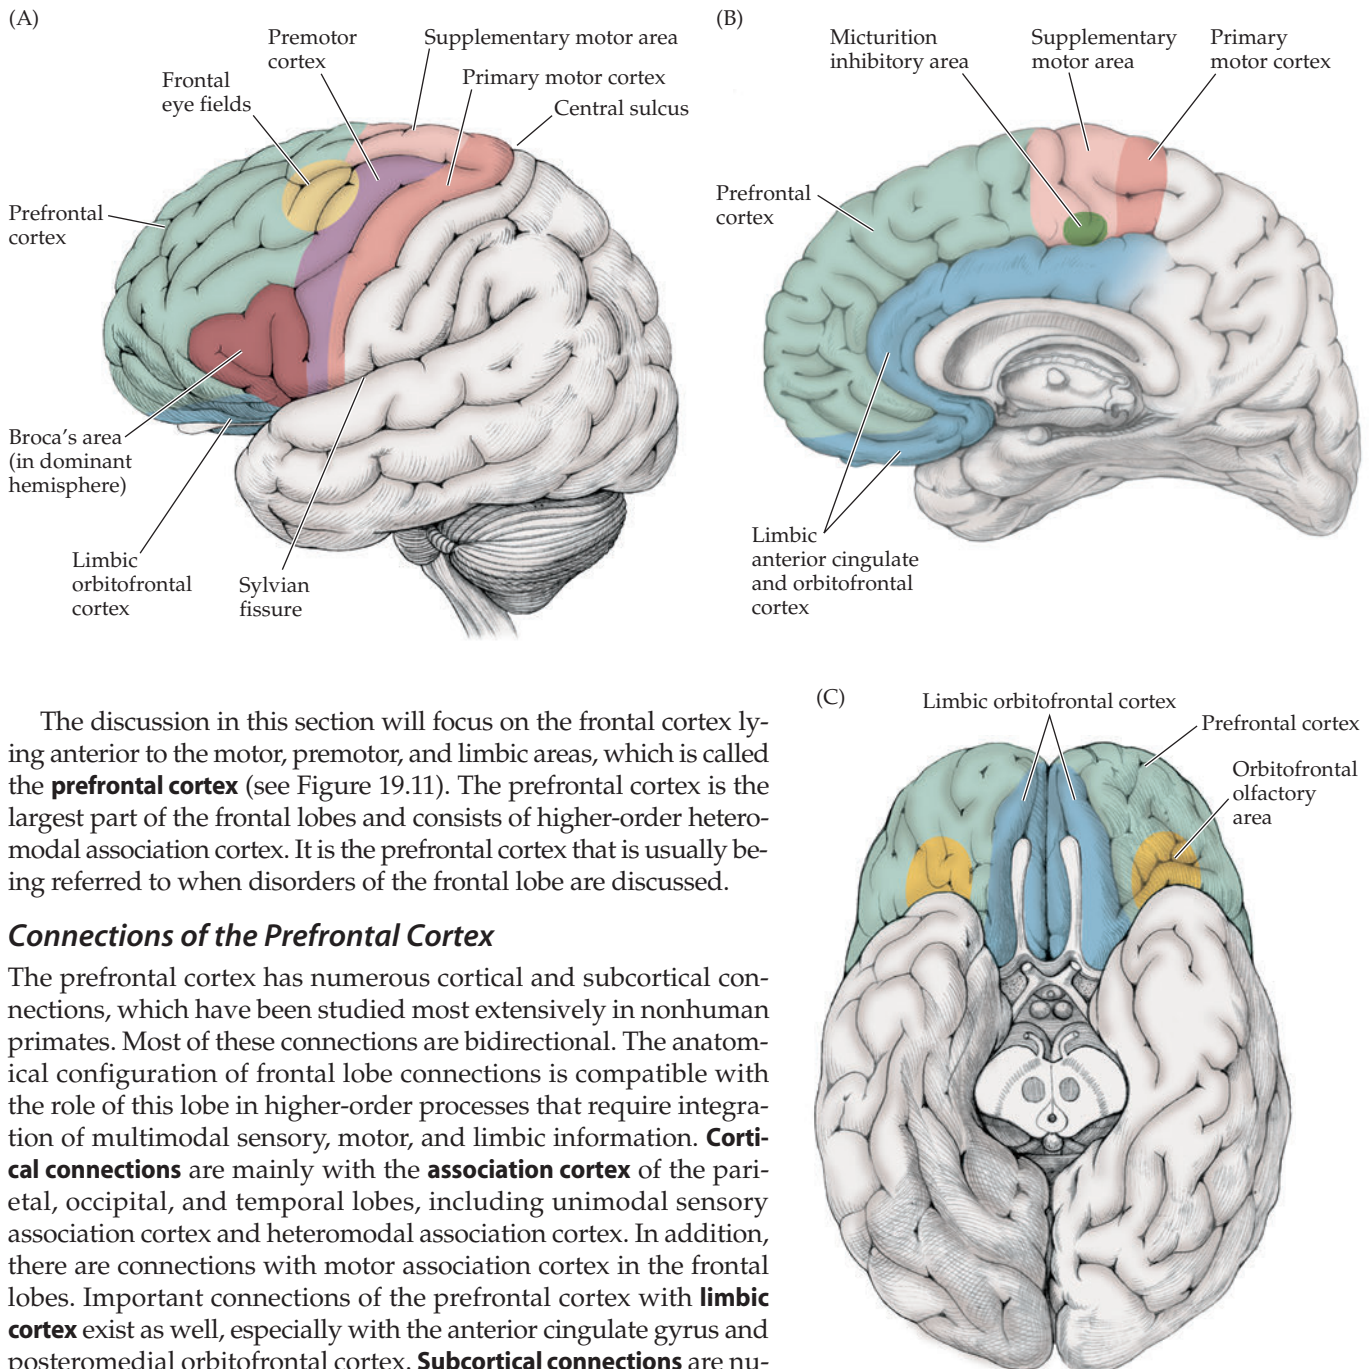 (A)
Premotor
cortex
Supplementary motor area
Frontal
eye fields
Primary motor cortex
Central sulcus
Prefrontal
cortex
Broca's area
(in dominant
hemisphere)
Limbic
orbitofrontal
cortex
Sylvian
fissure
(B)
Micturition
inhibitory area
Supplementary
motor area
Primary
motor cortex
Prefrontal
cortex
Limbic
anterior cingulate
and orbitofrontal
cortex
The discussion in this section will focus on the frontal cortex ly-
ing anterior to the motor, premotor, and limbic areas, which is called
the prefrontal cortex (see Figure 19.11). The prefrontal cortex is the
largest part of the frontal lobes and consists of higher-order hetero-
modal association cortex. It is the prefrontal cortex that is usually be-
ing referred to when disorders of the frontal lobe are discussed.
Connections of the Prefrontal Cortex
The prefrontal cortex has numerous cortical and subcortical con-
nections, which have been studied most extensively in nonhuman
primates. Most of these connections are bidirectional. The anatom-
ical configuration of frontal lobe connections is compatible with
the role of this lobe in higher-order processes that require integra-
tion of multimodal sensory, motor, and limbic information. Corti-
cal connections are mainly with the association cortex of the pari-
etal, occipital, and temporal lobes, including unimodal sensory
association cortex and heteromodal association cortex. In addition,
there are connections with motor association cortex in the frontal
lobes. Important connections of the prefrontal cortex with limbic
cortex exist as well, especially with the anterior cingulate gyrus and
posteromedial orbitofrontal cortex. Subcortical connections are nu-
(C)
Limbic orbitofrontal cortex
Prefrontal cortex
Orbitofrontal
olfactory
area